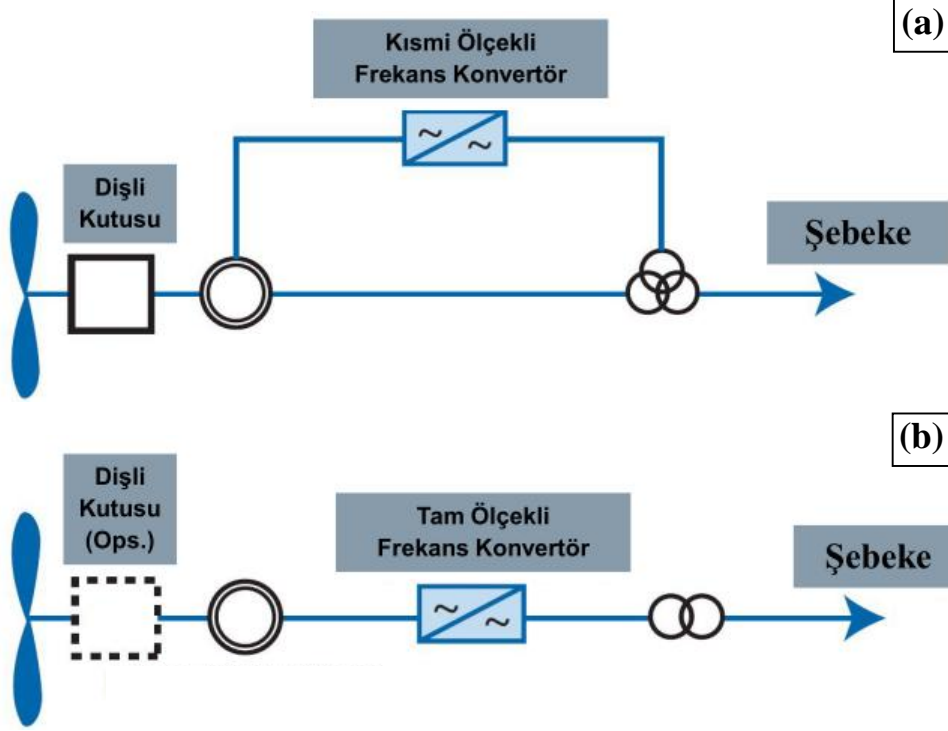 (a)
Kısmi Ölçekli
Frekans Konvertör
~
~
Dişli
Kutusu
Şebeke
(b)
Dişli
Kutusu
(Ops.)
Tam Ölçekli
Frekans Konvertör
~
~
Şebeke